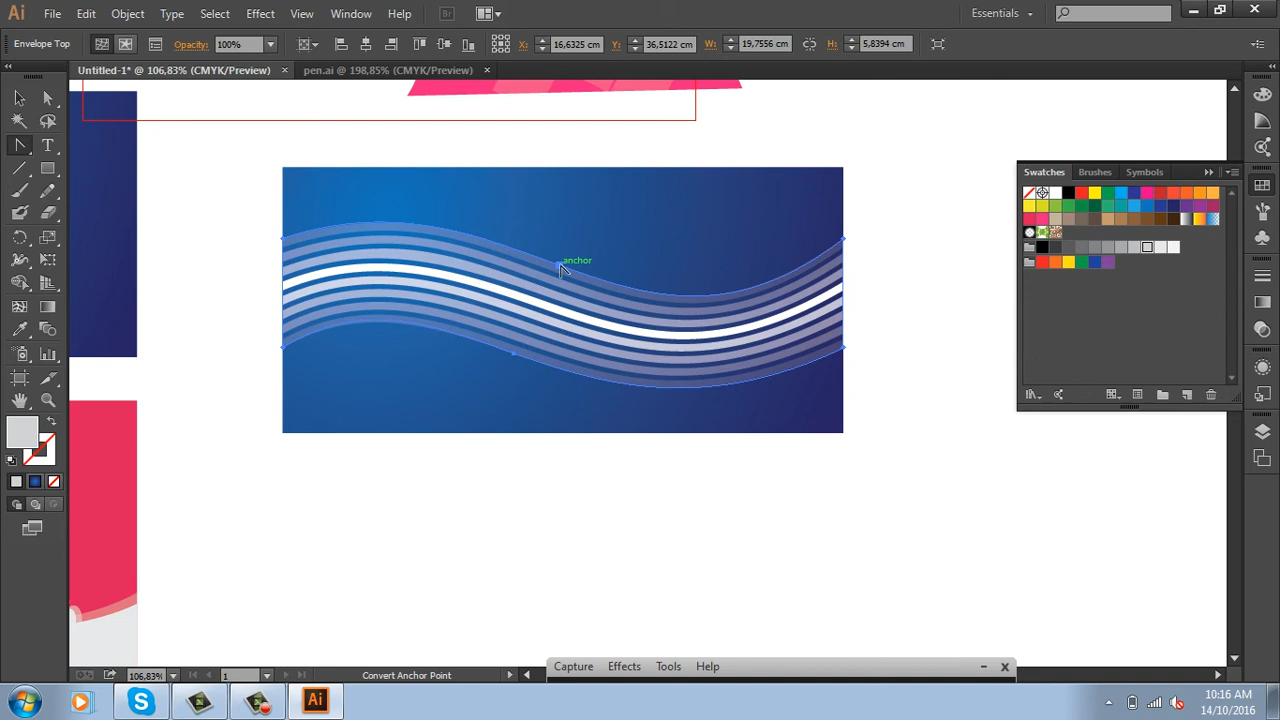 Ai File Edit Object Type Select Effect View Window Help Br Essentials
Envelope Top Opacity: 100% X: 16,6325 cm Y: 36,5122 cm W: 19,7556 cm H: 5,8394 cm
Untitled-1* @ 106,83% (CMYK/Preview) pen.ai @ 198,85% (CMYK/Preview)
Swatches Brushes Symbols
anchor
Capture Effects Tools Help
106,83% 1 Convert Anchor Point
Ai
10:16 AM
14/10/2016